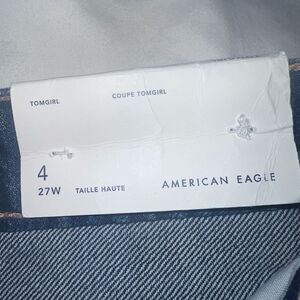 TOMGIRL COUPE TOMGIRL
4
27W TAILLE HAUTE AMERICAN EAGLE